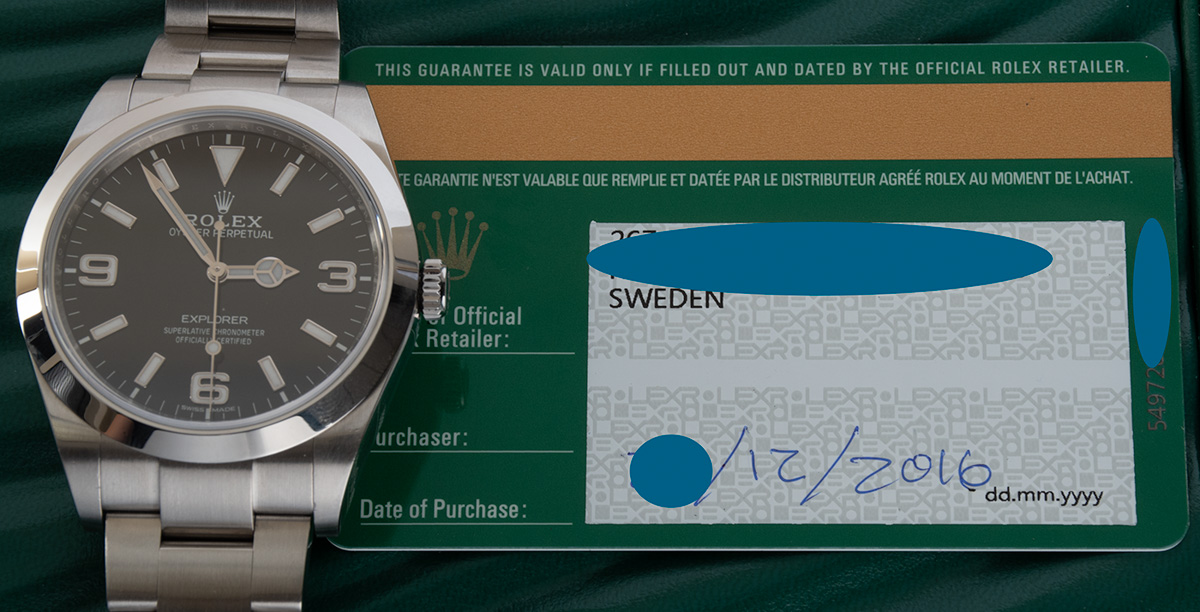 THIS GUARANTEE IS VALID ONLY IF FILLED OUT AND DATED BY THE OFFICIAL ROLEX RETAILER.
TE GARANTIE N'EST VALABLE QUE REMPLIE ET DATÉE PAR LE DISTRIBUTEUR AGRÉÉ ROLEX AU MOMENT DE L'ACHAT.
ROLEX
OYSTER PERPETUAL
9
3
EXPLORER
SUPERLATIVE CHRONOMETER
OFFICIALLY CERTIFIED
6
SWISS MADE
SWEDEN
of Official
Retailer:
urchaser:
Date of Purchase:
/12/2016
dd.mm.yyyy
549726